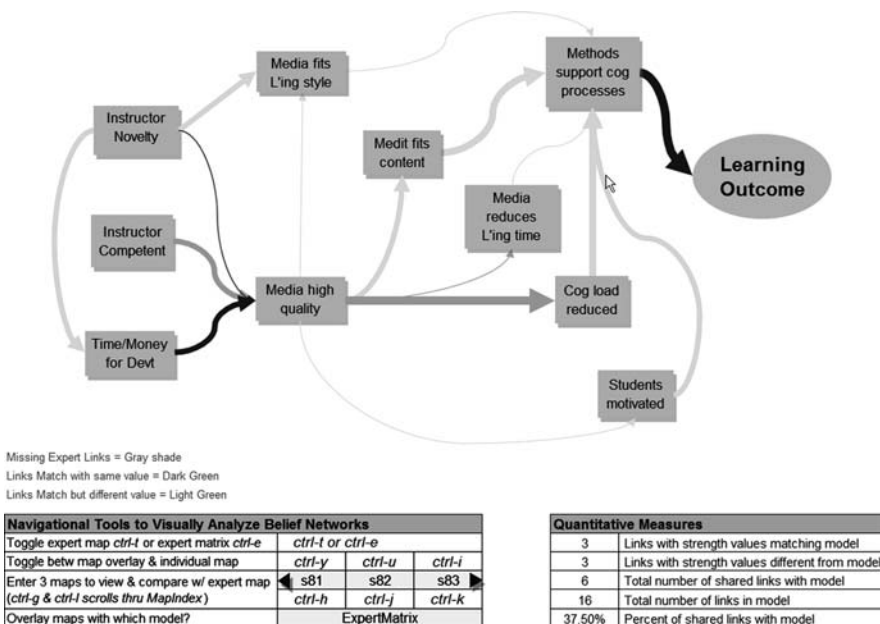 Media fits
L'ing style
Methods
support cog
processes
Instructor
Novelty
Medit fits
content
Learning
Outcome
Media
reduces
L'ing time
Instructor
Competent
Media high
quality
Cog load
reduced
Time/Money
for Devt
Students
motivated
Missing Expert Links = Gray shade
Links Match with same value = Dark Green
Links Match but different value = Light Green
Navigational Tools to Visually Analyze Belief Networks
Toggle expert map ctrl-t or expert matrix ctrl-e ctrl-t or ctrl-e
Toggle betw map overlay & individual map ctrl-y ctrl-u ctrl-i
Enter 3 maps to view & compare w/ expert map s81 s82 s83
(ctrl-g & ctrl-l scrolls thru MapIndex) ctrl-h ctrl-j ctrl-k
Overlay maps with which model? ExpertMatrix
Quantitative Measures
3 Links with strength values matching model
3 Links with strength values different from model
6 Total number of shared links with model
16 Total number of links in model
37.50% Percent of shared links with model